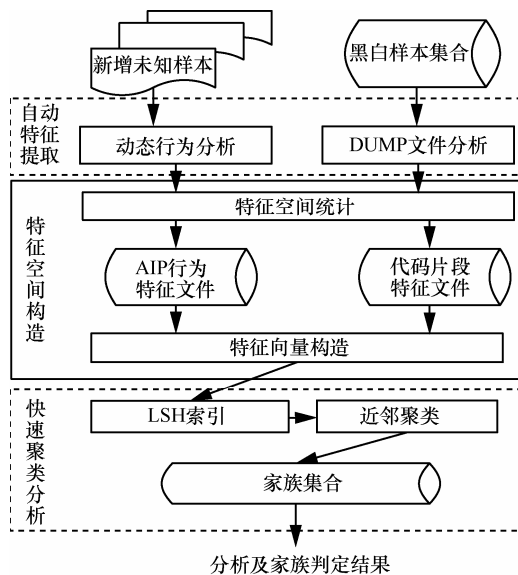 新增未知样本
黑白样本集合
自动
特征
提取
动态行为分析
DUMP文件分析
特征空间构造
特征空间统计
AIP行为
特征文件
代码片段
特征文件
特征向量构造
快速聚类分析
LSH索引
近邻聚类
家族集合
分析及家族判定结果